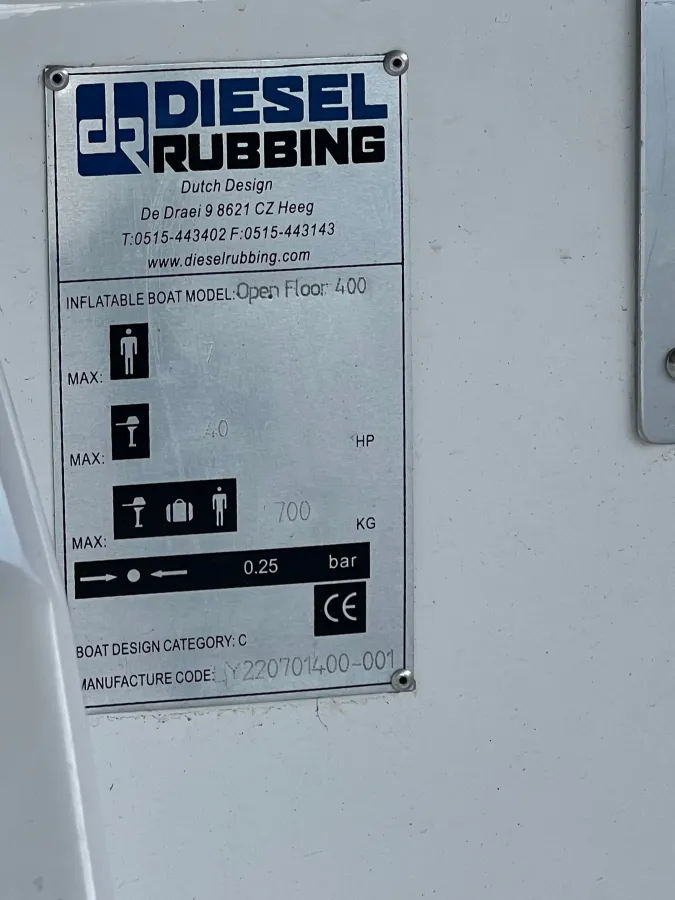 dr DIESEL
RUBBING
Dutch Design
De Draei 9 8621 CZ Heeg
T:0515-443402 F:0515-443143
www.dieselrubbing.com
INFLATABLE BOAT MODEL:Open Floor 400
MAX: 7
MAX: 40 HP
MAX: 700 KG
0.25 bar
CE
BOAT DESIGN CATEGORY: C
MANUFACTURE CODE: Y220701400-001